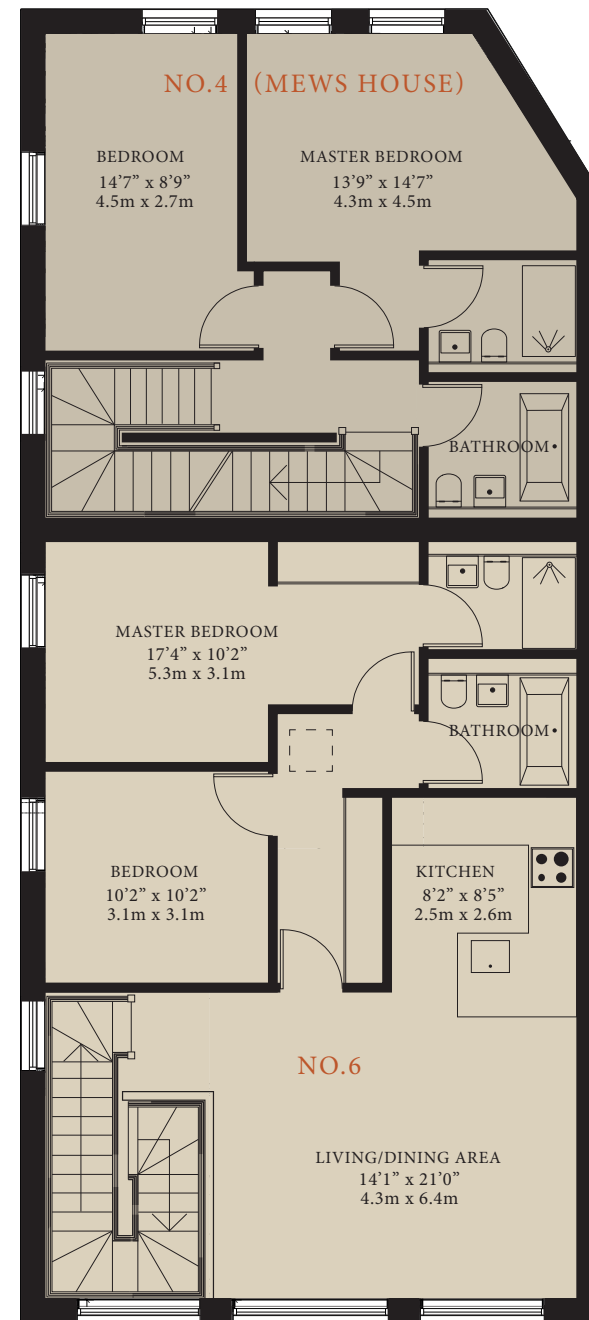 NO.4 (MEWS HOUSE)
BEDROOM
14’7” x 8’9”
4.5m x 2.7m
MASTER BEDROOM
13’9” x 14’7”
4.3m x 4.5m
BATHROOM
MASTER BEDROOM
17’4” x 10’2”
5.3m x 3.1m
BATHROOM
BEDROOM
10’2” x 10’2”
3.1m x 3.1m
KITCHEN
8’2” x 8’5”
2.5m x 2.6m
NO.6
LIVING/DINING AREA
14’1” x 21’0”
4.3m x 6.4m